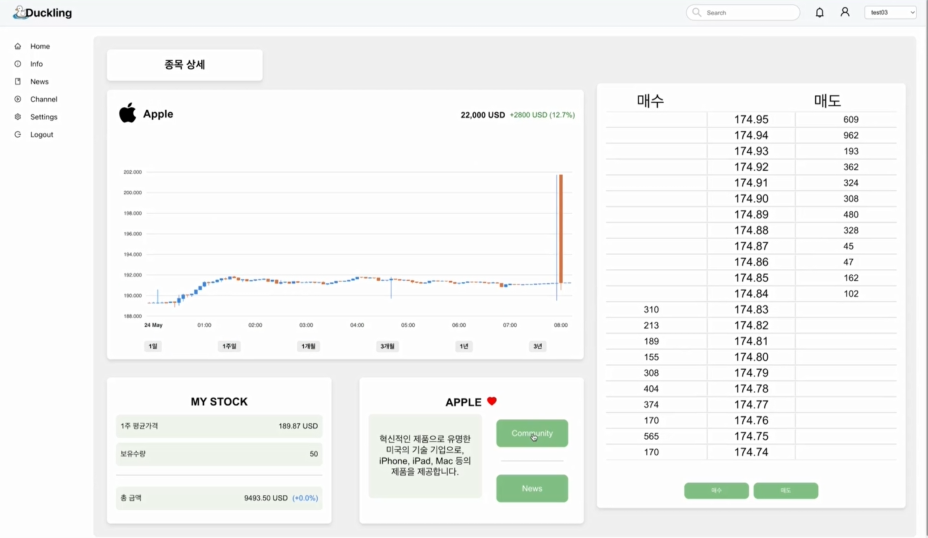 Duckling
Search
test03
Home
Info
News
Channel
Settings
Logout
종목 상세
Apple
22,000 USD +2800 USD (12.7%)
202.000
200.000
198.000
196.000
194.000
192.000
190.000
188.000
24 May 01:00 02:00 03:00 04:00 05:00 06:00 07:00 08:00
1일 1주일 1개월 3개월 1년 3년
MY STOCK
1주 평균가격 189.87 USD
보유수량 50
총 금액 9493.50 USD (+0.0%)
APPLE
혁신적인 제품으로 유명한
미국의 기술 기업으로,
iPhone, iPad, Mac 등의
제품을 제공합니다.
Community
News
매수 매도
174.95 609
174.94 962
174.93 193
174.92 362
174.91 324
174.90 308
174.89 480
174.88 328
174.87 45
174.86 47
174.85 162
174.84 102
310 174.83
213 174.82
189 174.81
155 174.80
308 174.79
404 174.78
374 174.77
170 174.76
565 174.75
170 174.74
매수 매도